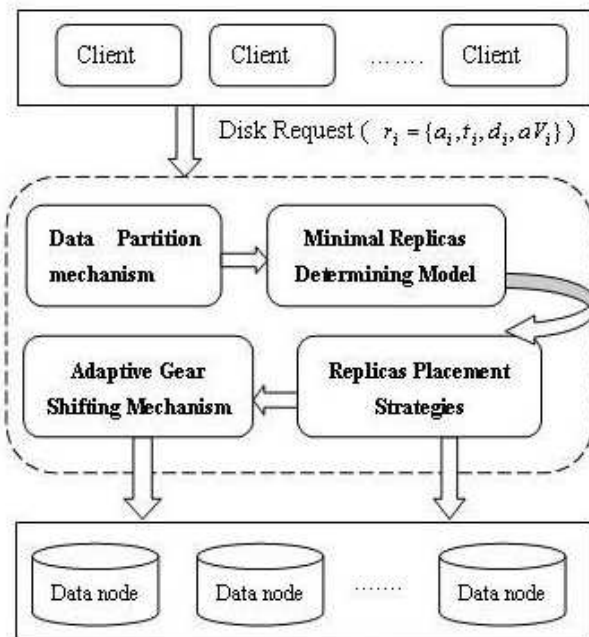 Client Client ……. Client
Disk Request ( r_i = {a_i, t_i, d_i, aV_i} )
Data Partition
mechanism
Minimal Replicas
Determining Model
Adaptive Gear
Shifting Mechanism
Replicas Placement
Strategies
Data node Data node ……. Data node